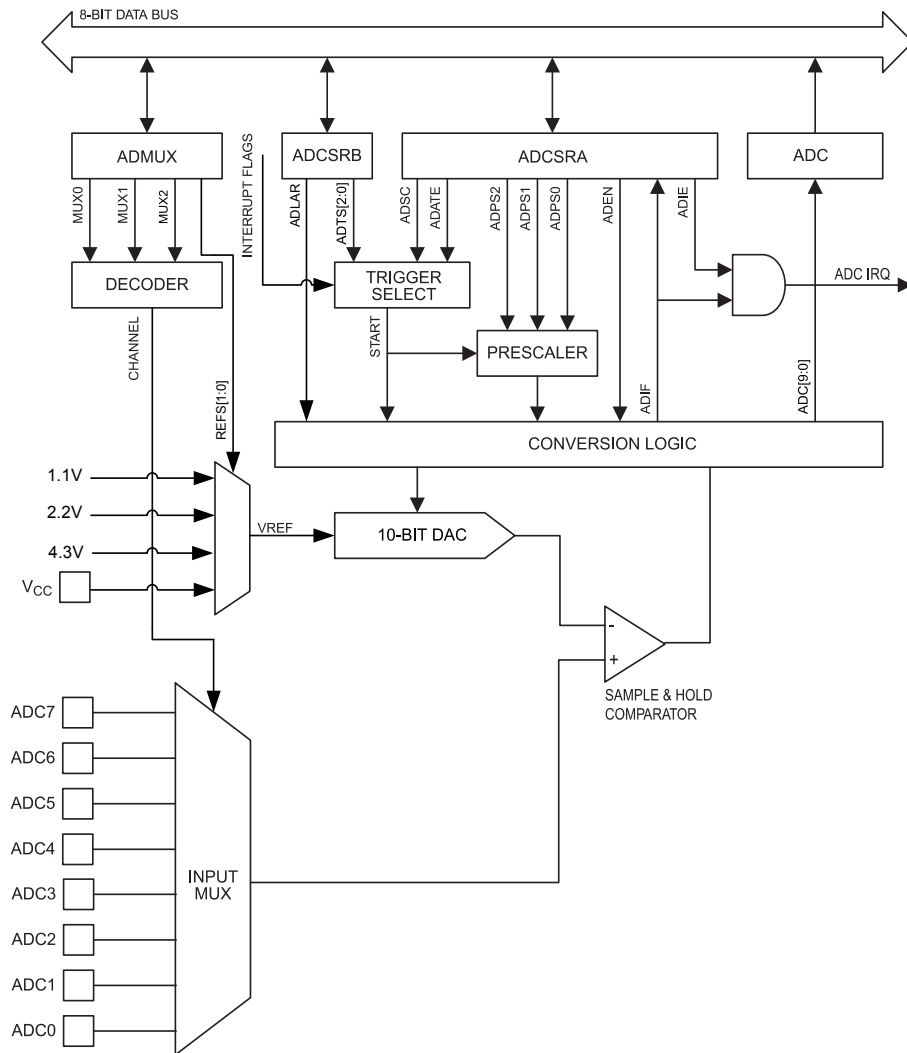 8-BIT DATA BUS
ADMUX
ADCSRB
ADCSRA
ADC
MUX0
MUX1
MUX2
INTERRUPT FLAGS
ADLAR
ADTS[2:0]
ADSC
ADATE
ADPS2
ADPS1
ADPS0
ADEN
ADIE
DECODER
TRIGGER
SELECT
ADC IRQ
CHANNEL
START
PRESCALER
REFS[1:0]
ADIF
ADC[9:0]
CONVERSION LOGIC
1.1V
2.2V
4.3V
VCC
VREF
10-BIT DAC
-
+
SAMPLE & HOLD
COMPARATOR
ADC7
ADC6
ADC5
ADC4
ADC3
ADC2
ADC1
ADC0
INPUT
MUX